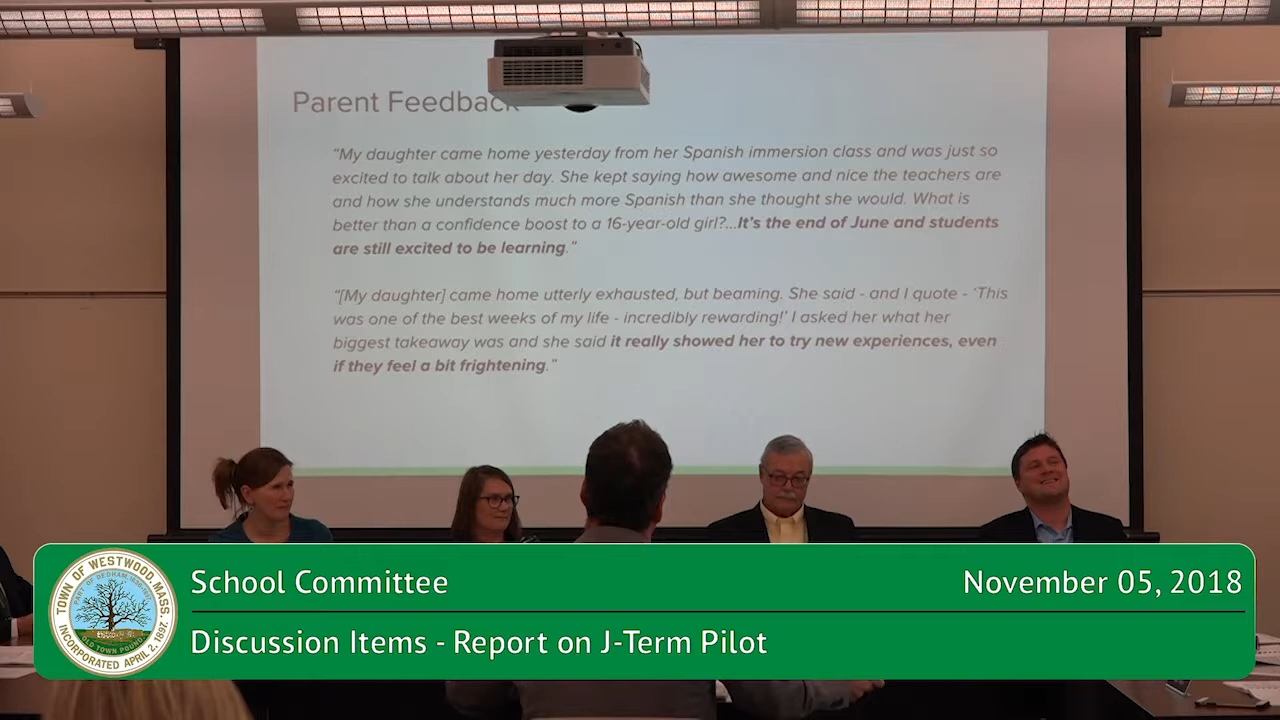 Parent Feedback
"My daughter came home yesterday from her Spanish immersion class and was just so
excited to talk about her day. She kept saying how awesome and nice the teachers are
and how she understands much more Spanish than she thought she would. What is
better than a confidence boost to a 16-year-old girl?...It's the end of June and students
are still excited to be learning."
"[My daughter] came home utterly exhausted, but beaming. She said - and I quote - 'This
was one of the best weeks of my life - incredibly rewarding!' I asked her what her
biggest takeaway was and she said it really showed her to try new experiences, even
if they feel a bit frightening."
TOWN OF WESTWOOD, MASS.
PART OF DEDHAM,
OLD TOWN POUND
INCORPORATED APRIL 2, 1897.
School Committee
November 05, 2018
Discussion Items - Report on J-Term Pilot